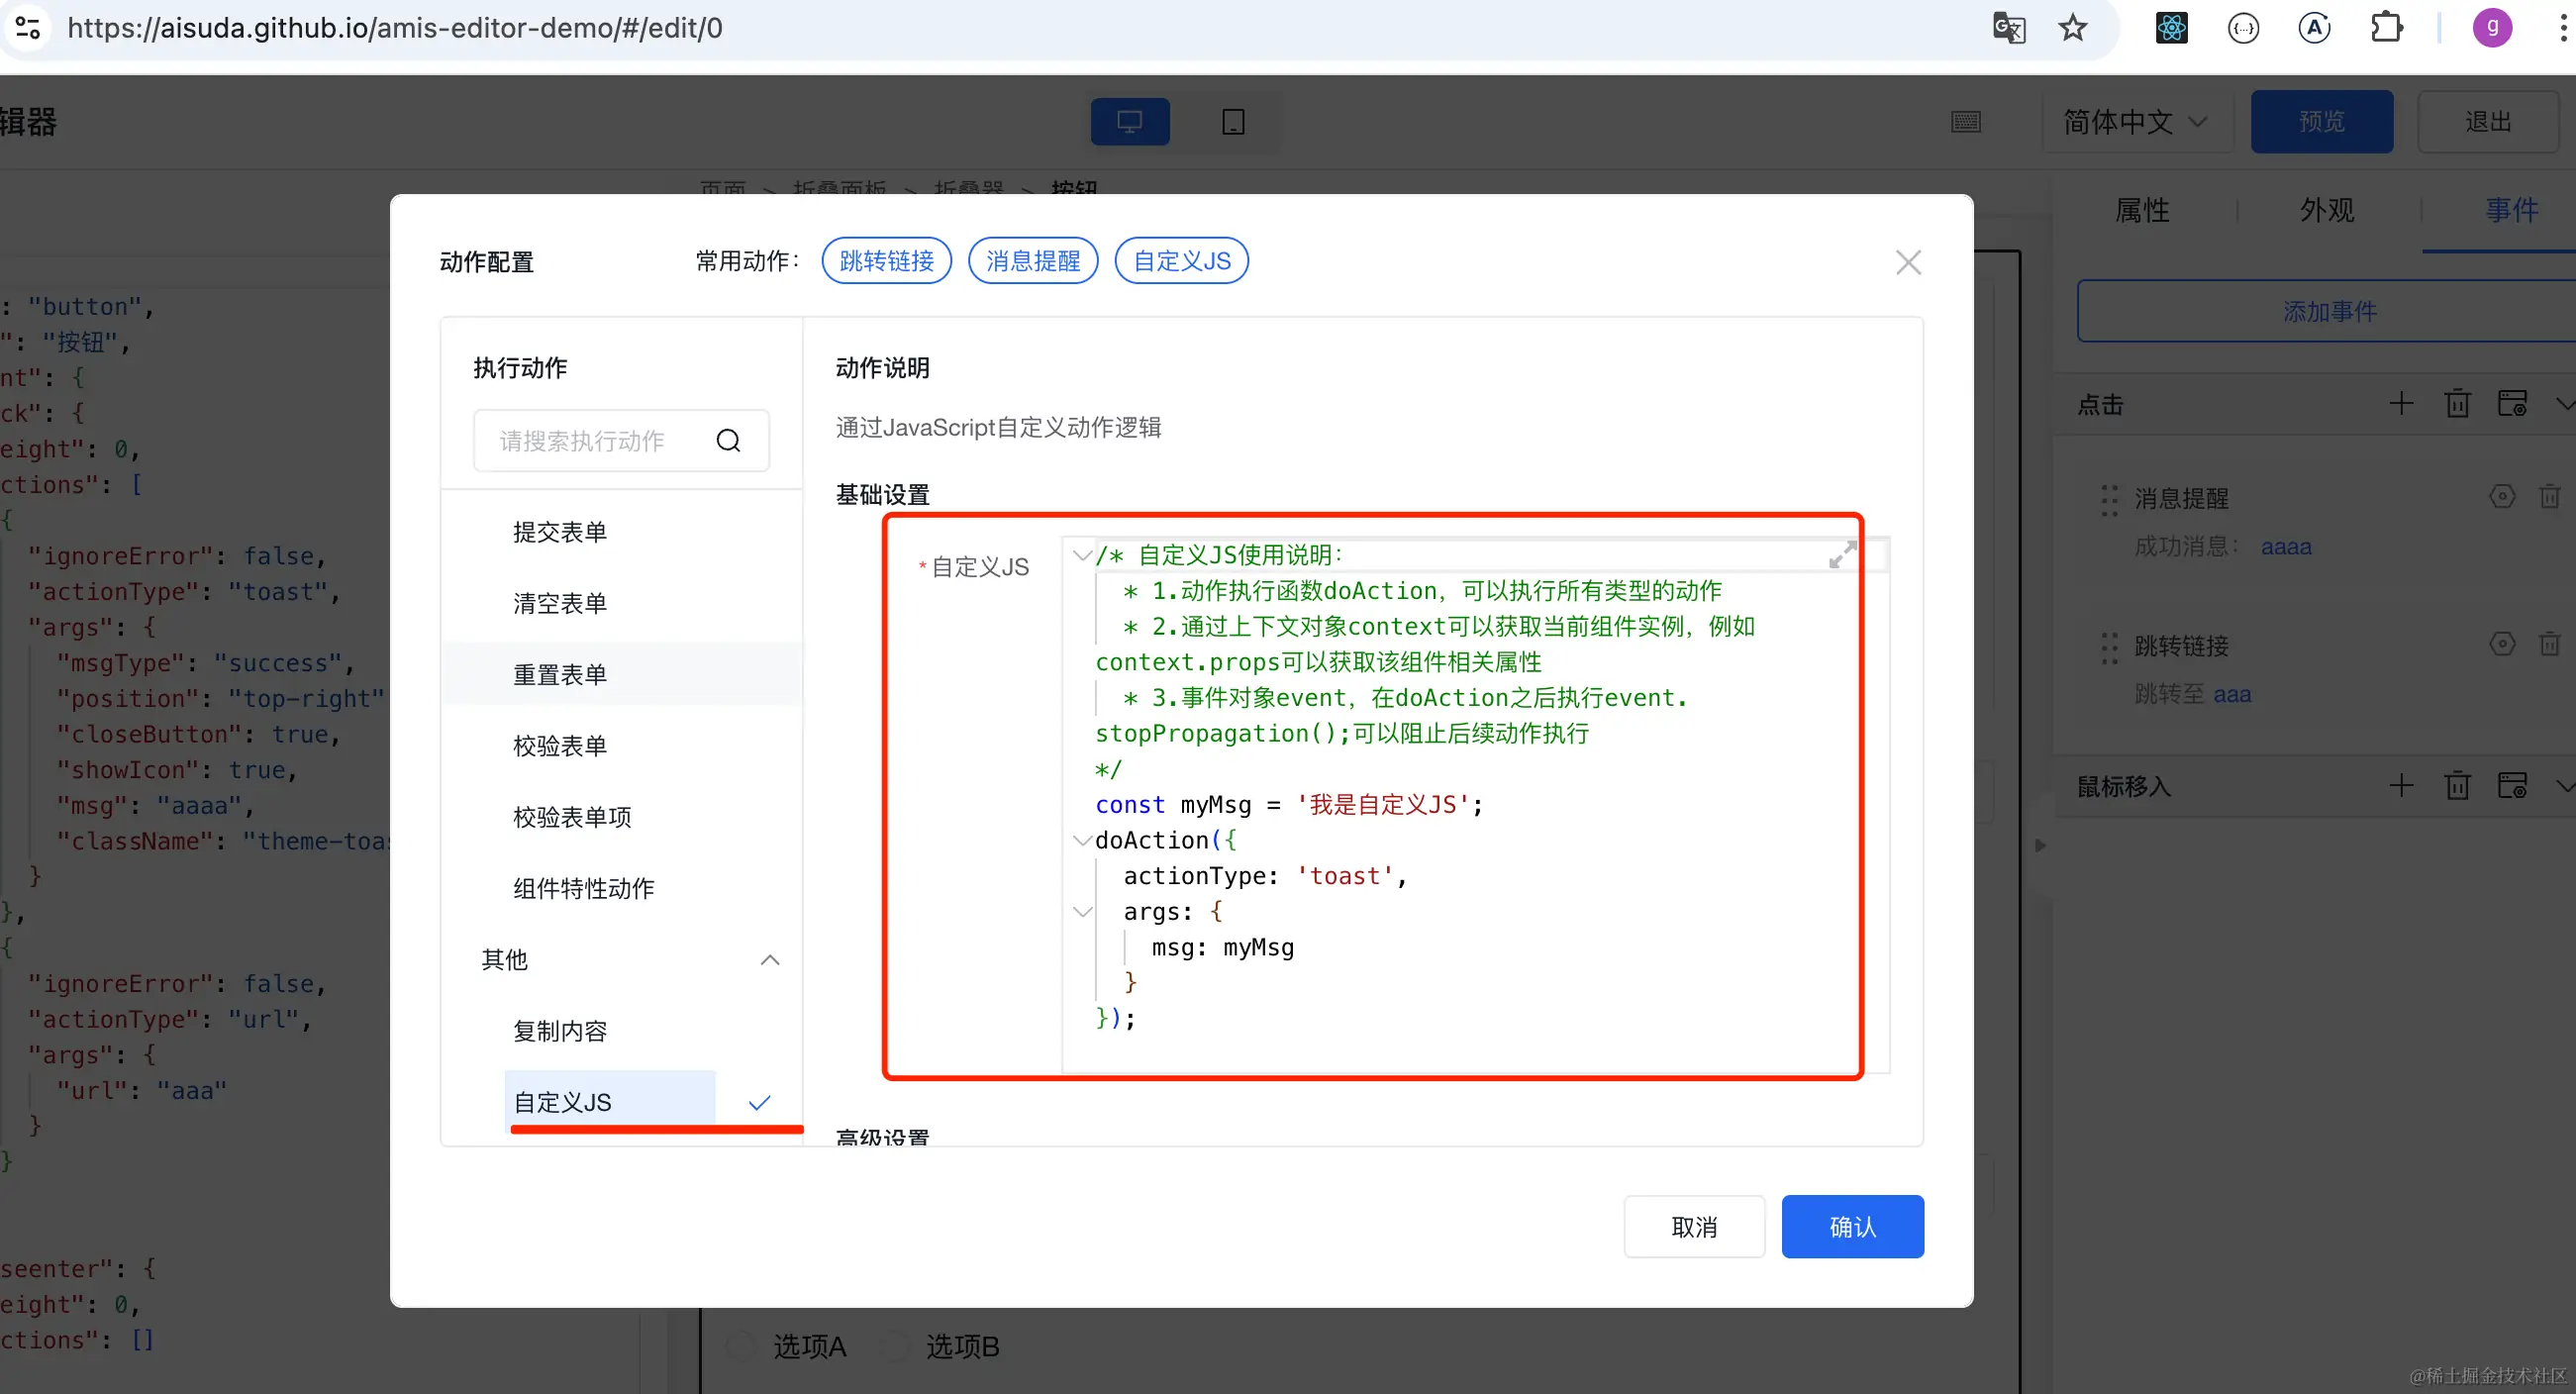 https://aisuda.github.io/amis-editor-demo/#/edit/0
g
辑器
简体中文
预览
退出
页面 > 折叠面板 > 折叠器 > 按钮
属性
外观
事件
动作配置
常用动作：
跳转链接
消息提醒
自定义JS
执行动作
请搜索执行动作
提交表单
清空表单
重置表单
校验表单
校验表单项
组件特性动作
其他
复制内容
自定义JS
动作说明
通过JavaScript自定义动作逻辑
基础设置
*自定义JS
/* 自定义JS使用说明：
* 1.动作执行函数doAction，可以执行所有类型的动作
* 2.通过上下文对象context可以获取当前组件实例，例如
context.props可以获取该组件相关属性
* 3.事件对象event，在doAction之后执行event.
stopPropagation();可以阻止后续动作执行
*/
const myMsg = '我是自定义JS';
doAction({
actionType: 'toast',
args: {
msg: myMsg
}
});
高级设置
取消
确认
: "button",
": "按钮",
nt": {
ck": {
eight": 0,
ctions": [
{
"ignoreError": false,
"actionType": "toast",
"args": {
"msgType": "success",
"position": "top-right"
"closeButton": true,
"showIcon": true,
"msg": "aaaa",
"className": "theme-toas
}
},
{
"ignoreError": false,
"actionType": "url",
"args": {
"url": "aaa"
}
}
seenter": {
eight": 0,
ctions": []
添加事件
点击
消息提醒
成功消息： aaaa
跳转链接
跳转至 aaa
鼠标移入
选项A
选项B
@稀土掘金技术社区